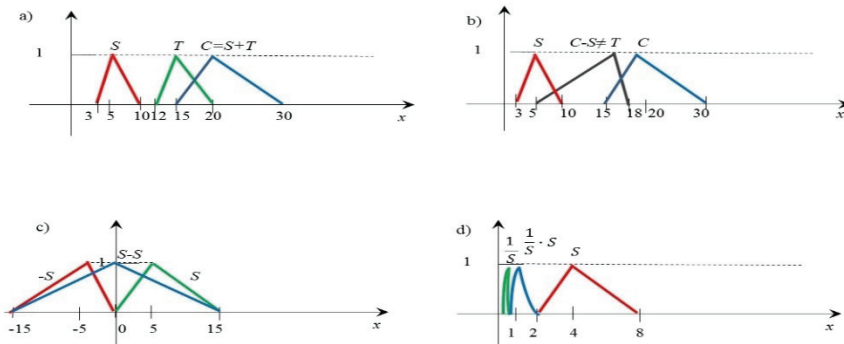 a)
1
S
T
C=S+T
3 5 10 12 15 20 30
x
b)
1
S
C-S≠ T
C
3 5 10 15 18 20 30
x
c)
1
S-S
-S
S
-15 -5 0 5 15
x
d)
1
1/S
1/S · S
S
1 2 4 8
x